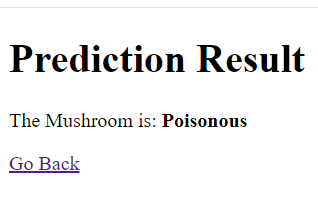 Prediction Result
The Mushroom is: Poisonous
Go Back